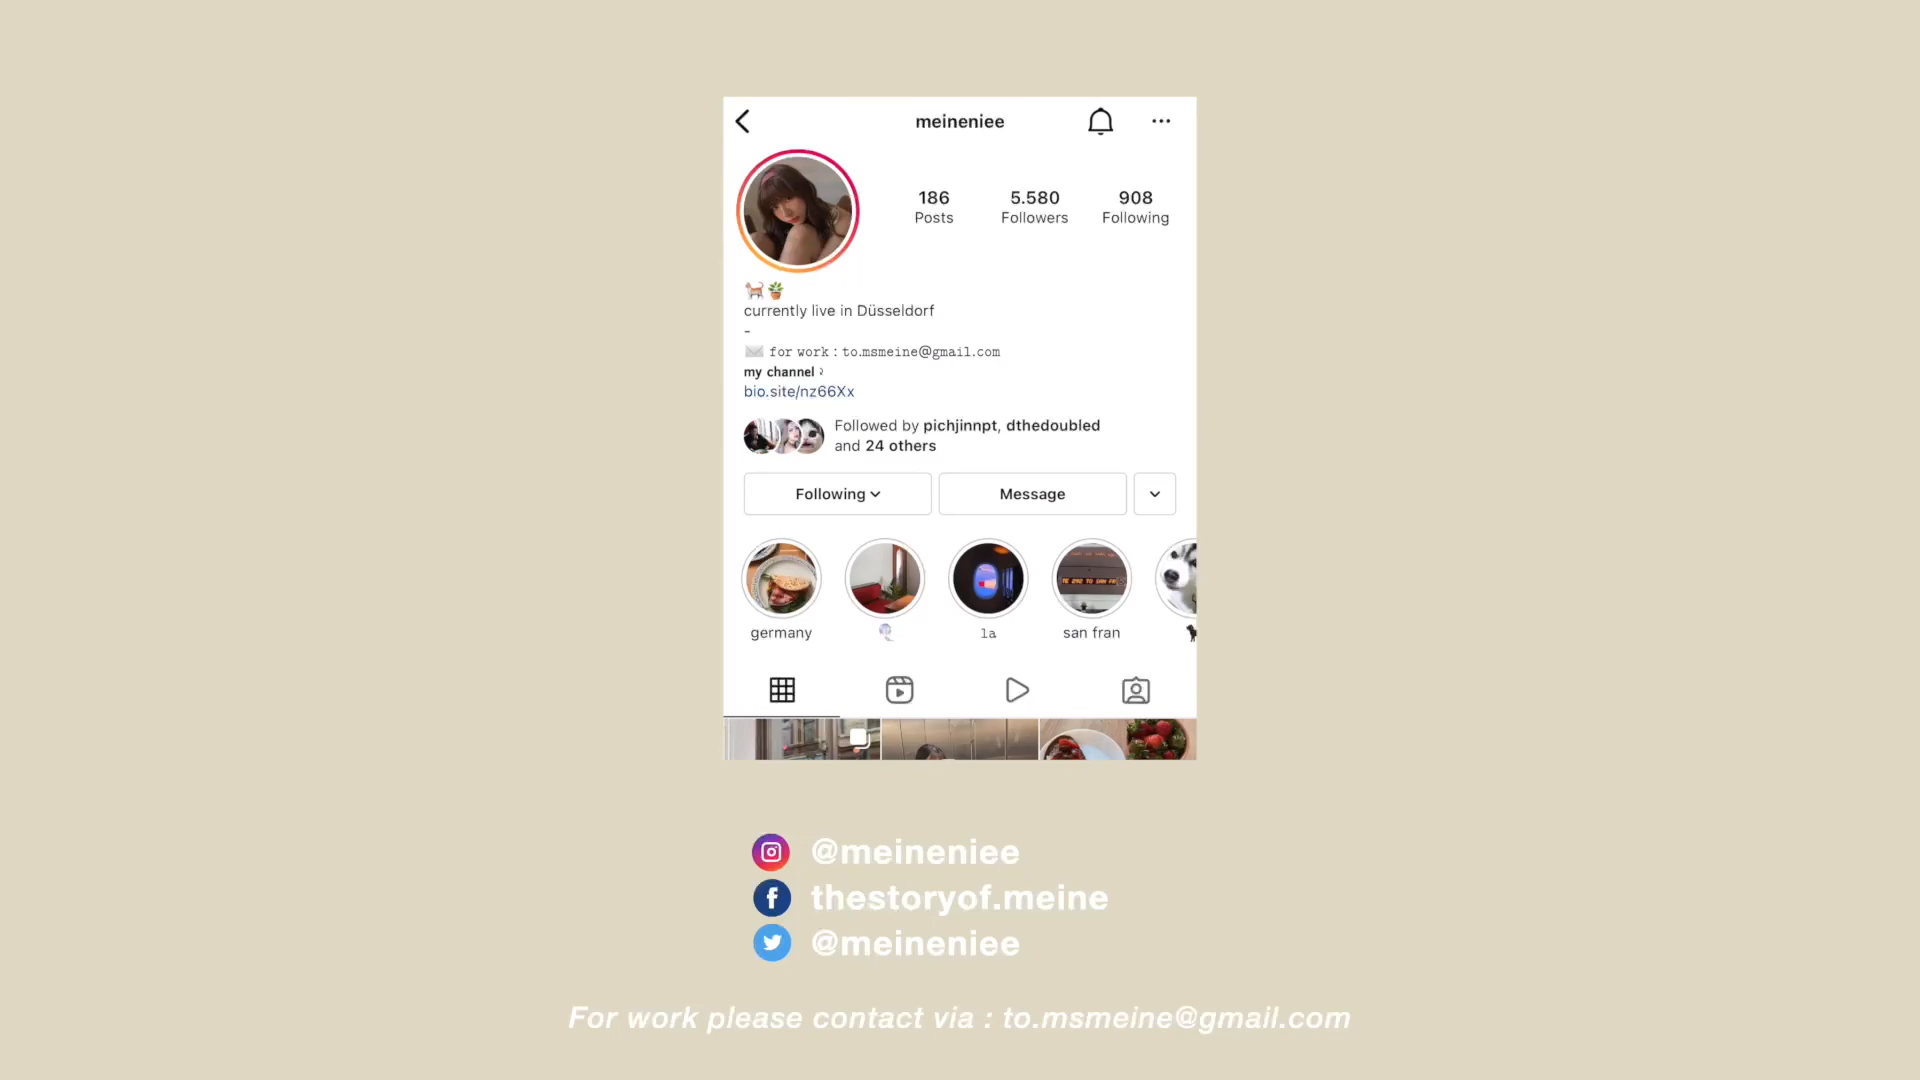 meineniee
186 5.580 908
Posts Followers Following
currently live in Düsseldorf
-
for work : to.msmeine@gmail.com
my channel
bio.site/nz66Xx
Followed by pichjinnpt, dthedoubled
and 24 others
Following Message
germany la san fran
@meineniee
thestoryof.meine
@meineniee
For work please contact via : to.msmeine@gmail.com